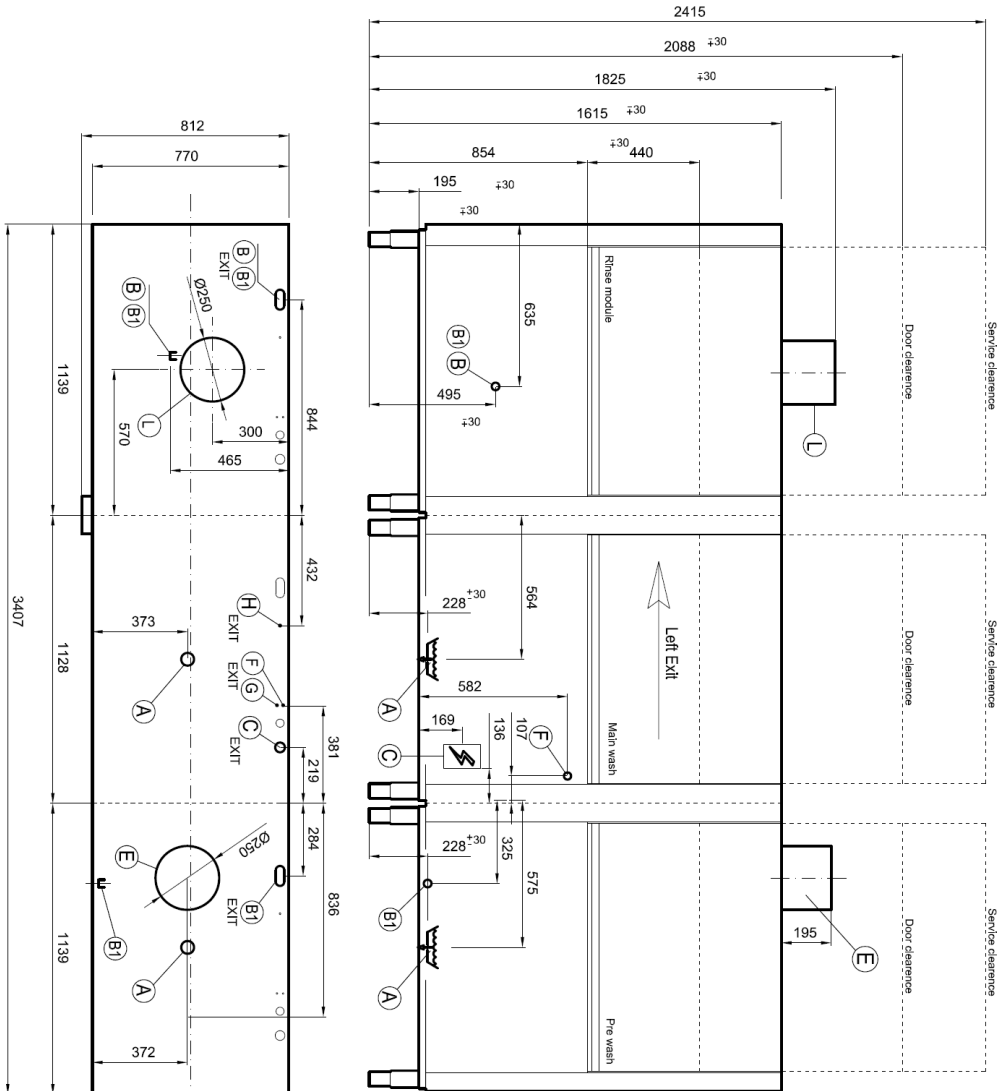 2415
2088 ∓30
1825 ∓30
1615 ∓30
∓30
854
440
195 ∓30
∓30
812
770
Service clearence
Door clearence
Rinse module
635
B1
B
495
∓30
L
Service clearence
Door clearence
Left Exit
Main wash
564
228 +30
A
582
169
136
107
C
F
Service clearence
Door clearence
Pre wash
228 +30
325
575
B1
A
195
E
B
B1
EXIT
B
B1
Ø250
L
1139
570
300
465
844
432
H
EXIT
373
A
F
G
EXIT
C
EXIT
381
219
1128
3407
284
Ø250
E
B1
EXIT
836
B1
A
1139
372